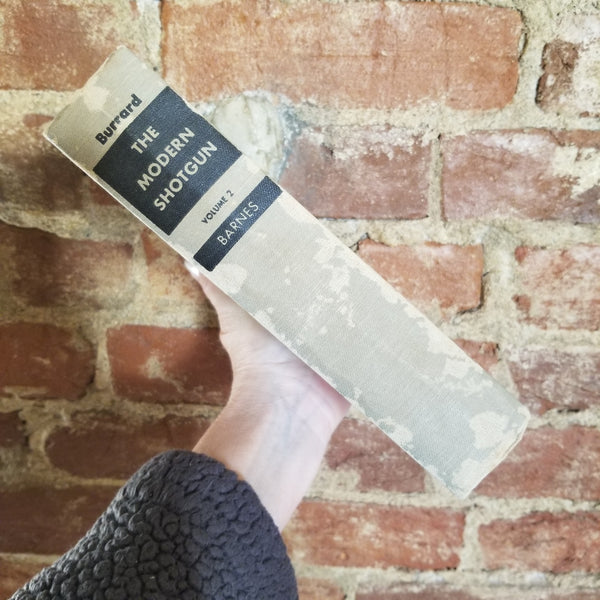 Burrard
THE
MODERN
SHOTGUN
VOLUME 2
BARNES